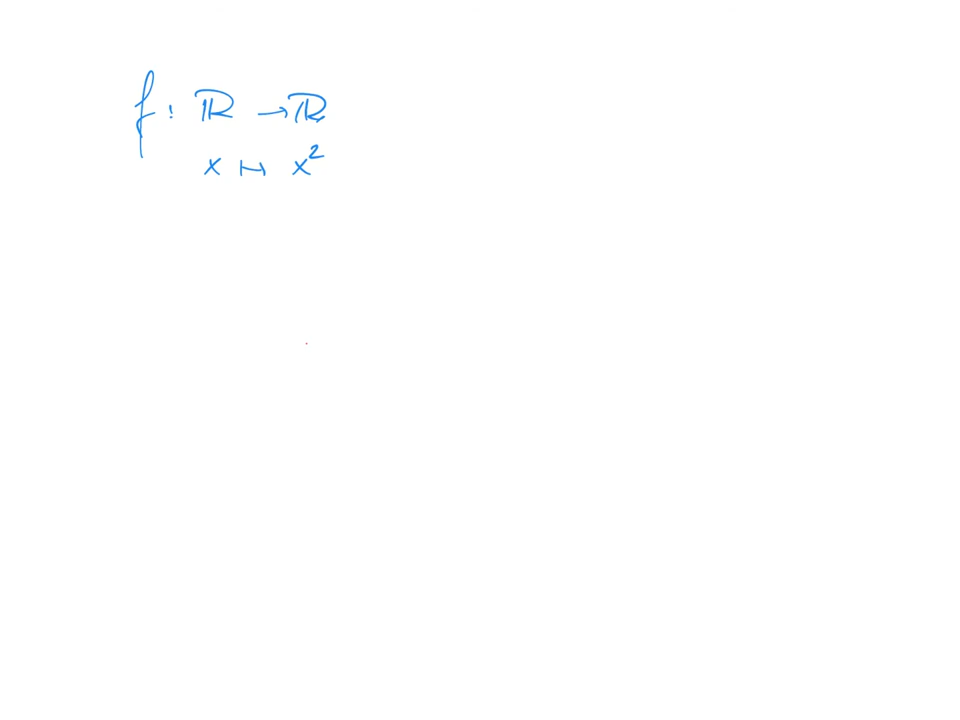 f : ℝ → ℝ
x ↦ x²